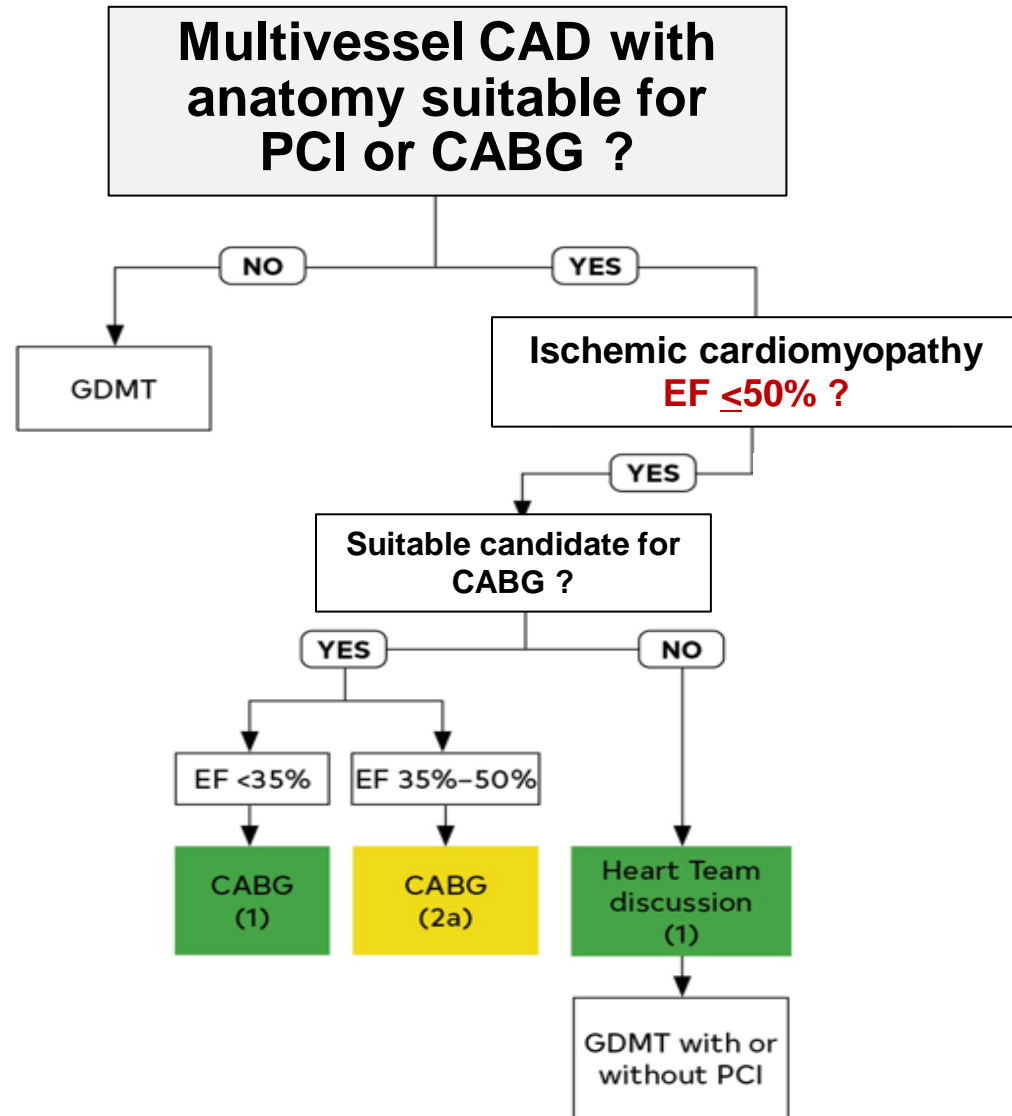 Multivessel CAD with
anatomy suitable for
PCI or CABG ?
NO
YES
GDMT
Ischemic cardiomyopathy
EF ≤50% ?
YES
Suitable candidate for
CABG ?
YES
NO
EF <35%
EF 35%–50%
CABG
(1)
CABG
(2a)
Heart Team
discussion
(1)
GDMT with or
without PCI